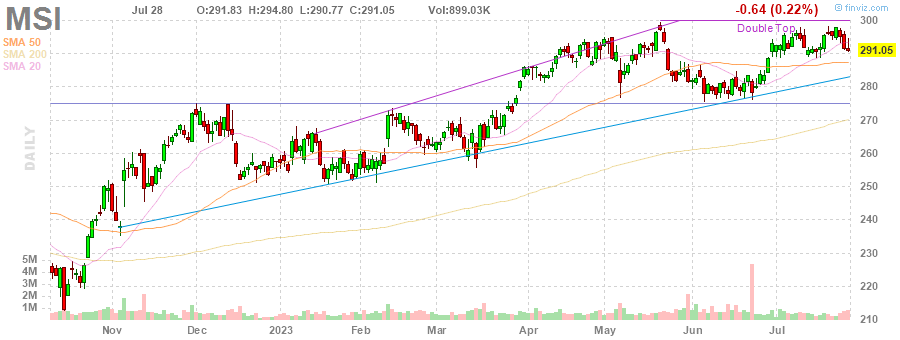 MSI Jul 28 O:291.83 H:294.80 L:290.77 C:291.05 Vol:899.03K -0.64 (0.22%) © finviz.com
SMA 50
SMA 200
SMA 20
DAILY
Double Top
300
291.05
290
280
270
260
250
240
230
220
210
5M
4M
3M
2M
1M
Nov Dec 2023 Feb Mar Apr May Jun Jul